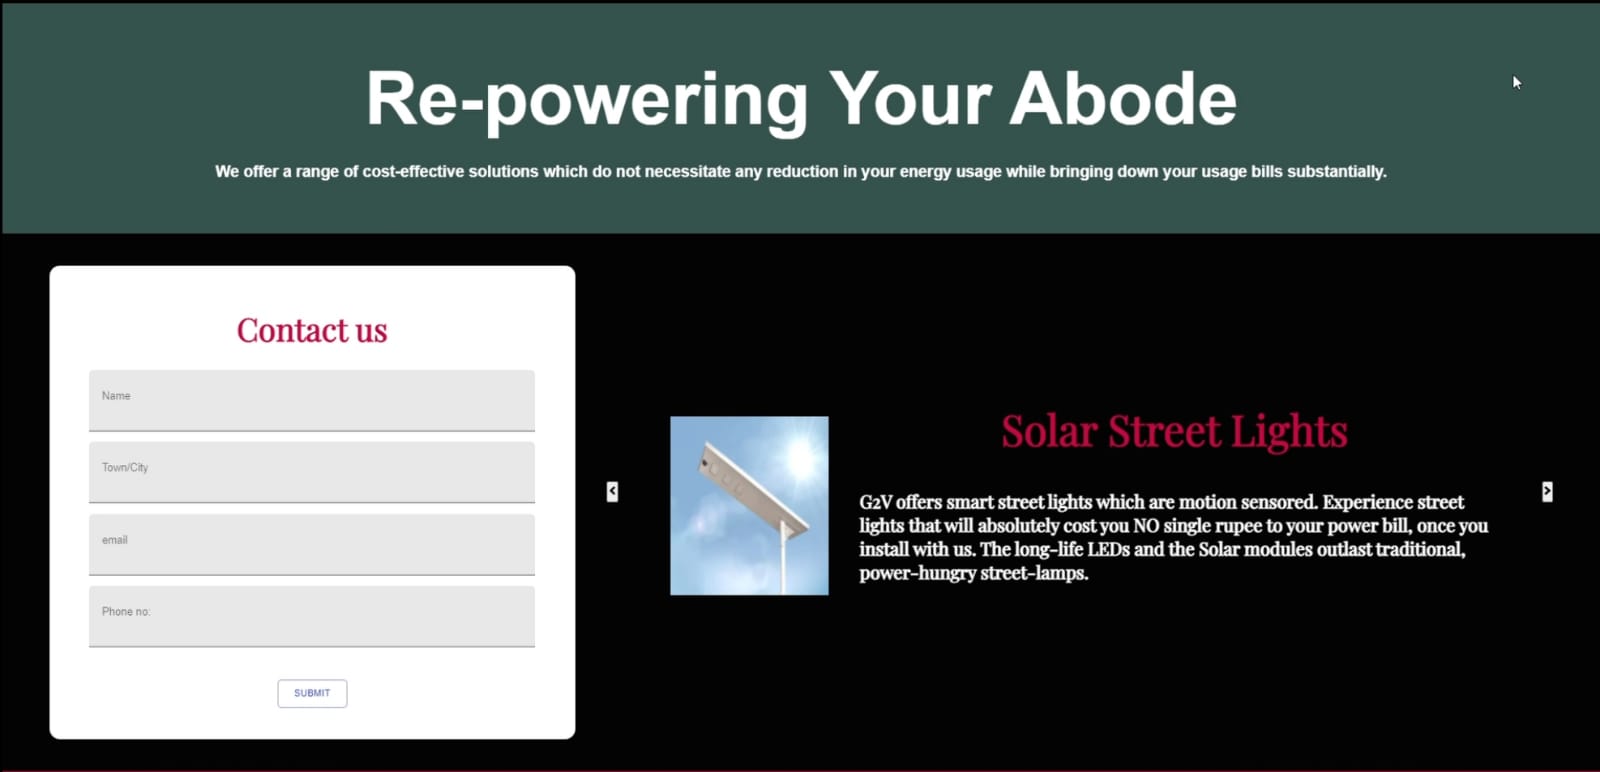 Re-powering Your Abode
We offer a range of cost-effective solutions which do not necessitate any reduction in your energy usage while bringing down your usage bills substantially.
Contact us
Name
Town/City
email
Phone no:
SUBMIT
Solar Street Lights
G2V offers smart street lights which are motion sensored. Experience street
lights that will absolutely cost you NO single rupee to your power bill, once you
install with us. The long-life LEDs and the Solar modules outlast traditional,
power-hungry street-lamps.